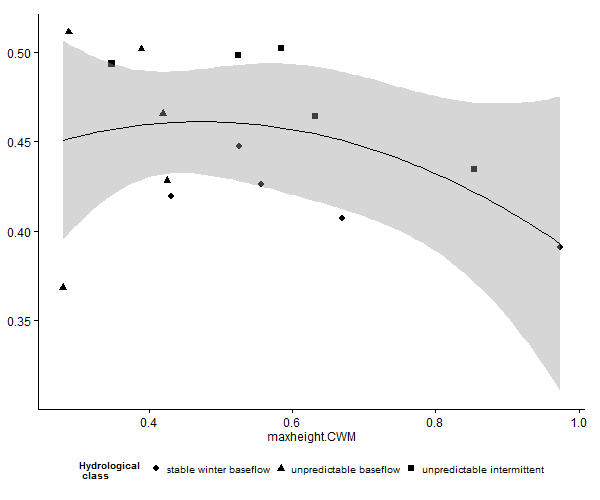 0.50
0.45
0.40
0.35
0.4 0.6 0.8 1.0
maxheight.CWM
Hydrological
class
stable winter baseflow unpredictable baseflow unpredictable intermittent